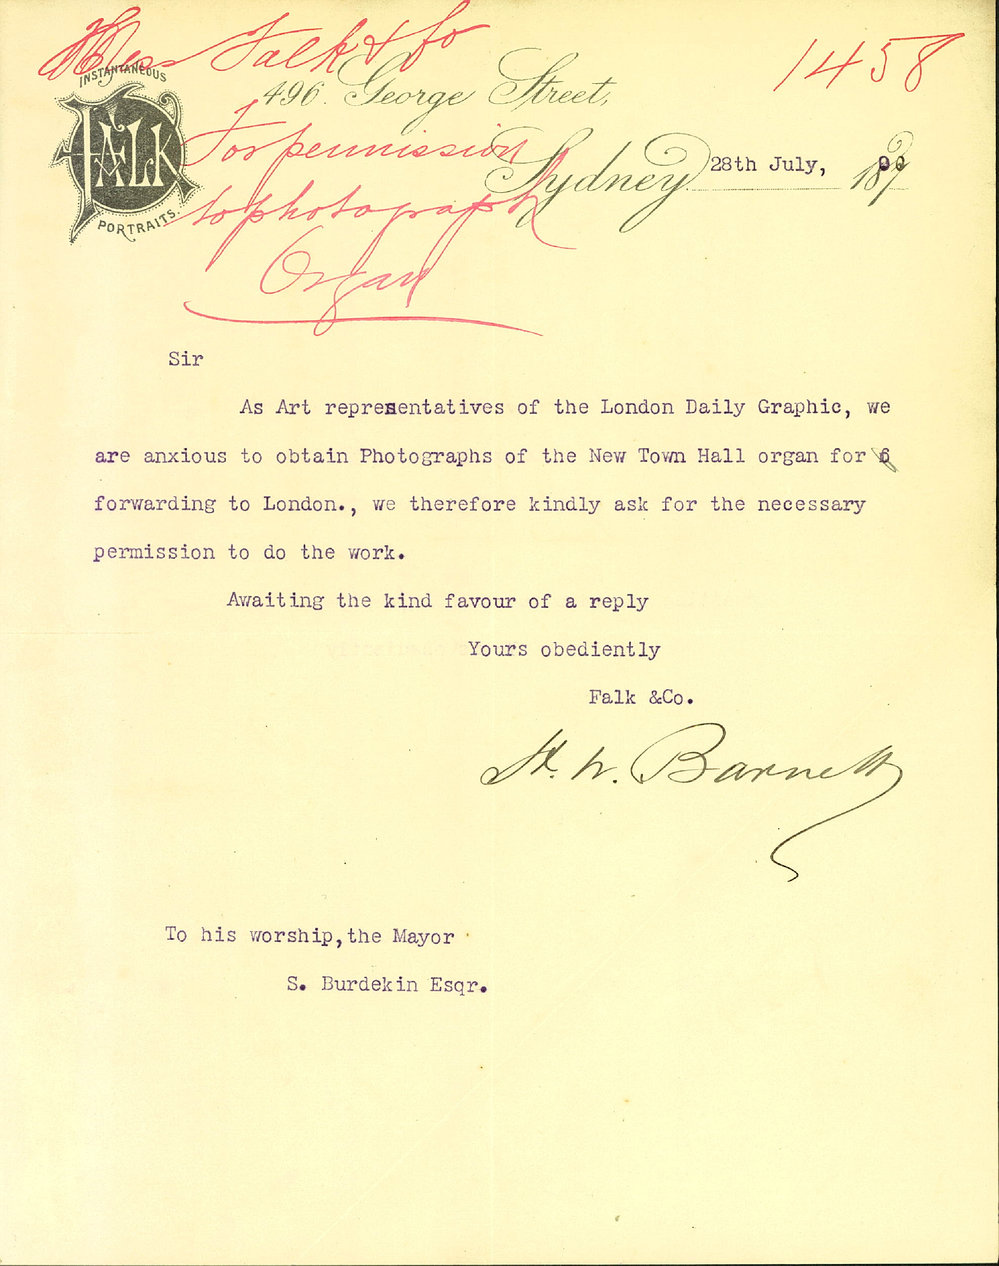 Mess Falk & Co
1458
INSTANTANEOUS
FALK
PORTRAITS.
496. George Street,
For permission
to photograph
Organ
Sydney 28th July, 1890
Sir
As Art representatives of the London Daily Graphic, we
are anxious to obtain Photographs of the New Town Hall organ for
forwarding to London., we therefore kindly ask for the necessary
permission to do the work.
Awaiting the kind favour of a reply
Yours obediently
Falk &Co.
H. W. Barnett
To his worship,the Mayor
S. Burdekin Esqr.